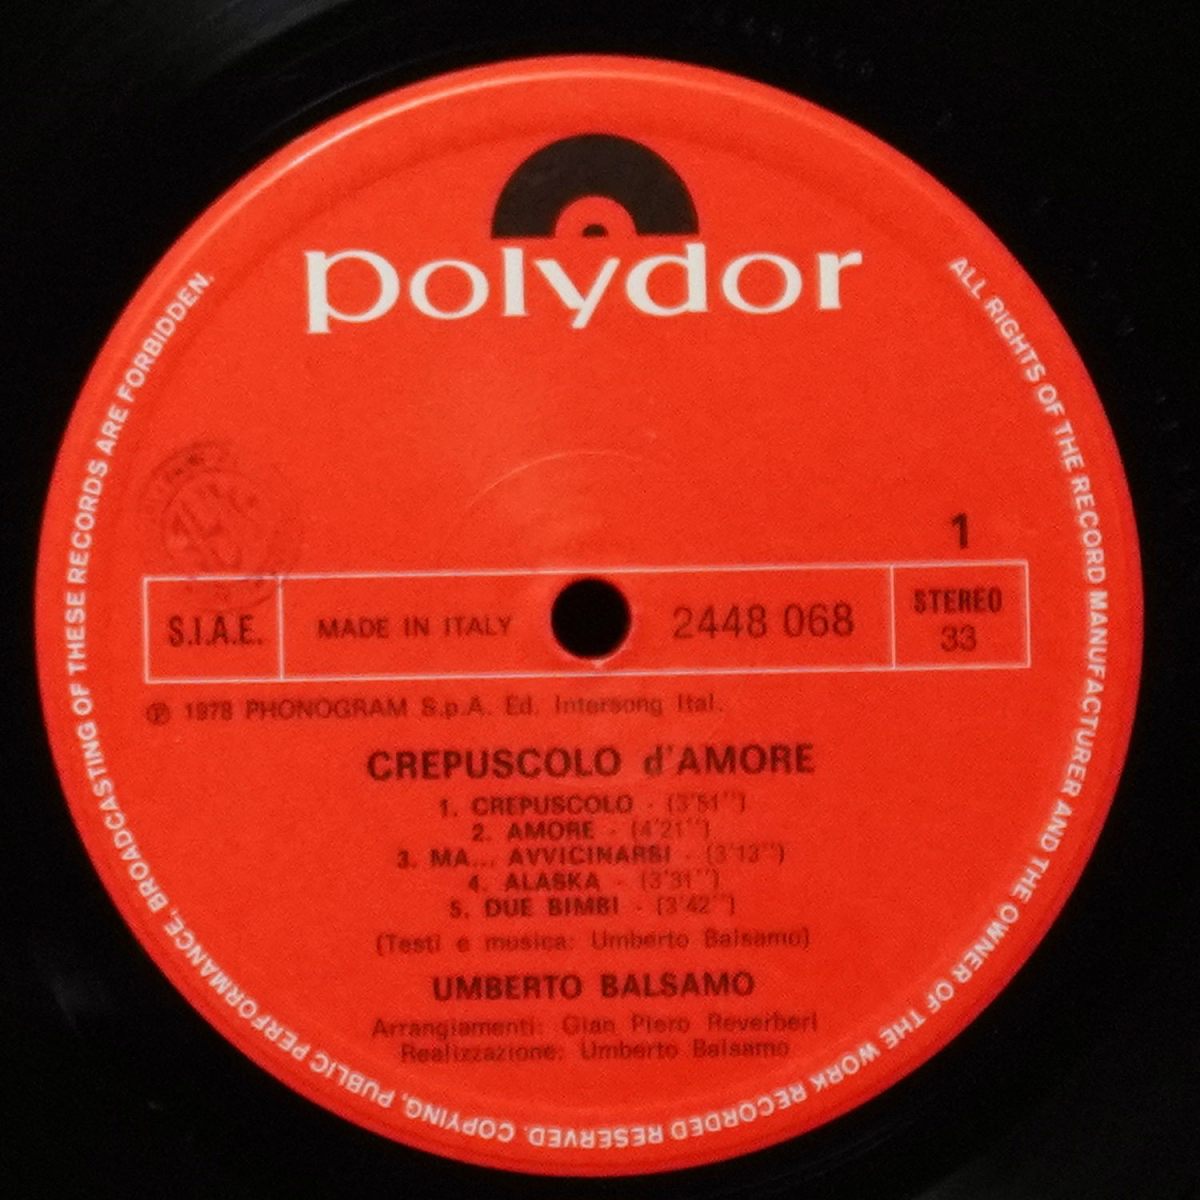 polydor
ALL RIGHTS OF THE RECORD MANUFACTURER AND THE OWNER OF THE WORK RECORDED RESERVED. COPYING, PUBLIC PERFORMANCE, BROADCASTING OF THESE RECORDS ARE FORBIDDEN.
1
S.I.A.E. MADE IN ITALY 2448 068 STEREO
33
℗ 1978 PHONOGRAM S.p.A. Ed. Intersong Ital.
CREPUSCOLO d'AMORE
1. CREPUSCOLO - (3'51'')
2. AMORE - (4'21'')
3. MA... AVVICINARSI - (3'13'')
4. ALASKA - (3'31'')
5. DUE BIMBI - (3'42'')
(Testi e musica: Umberto Balsamo)
UMBERTO BALSAMO
Arrangiamenti: Gian Piero Reverberi
Realizzazione: Umberto Balsamo